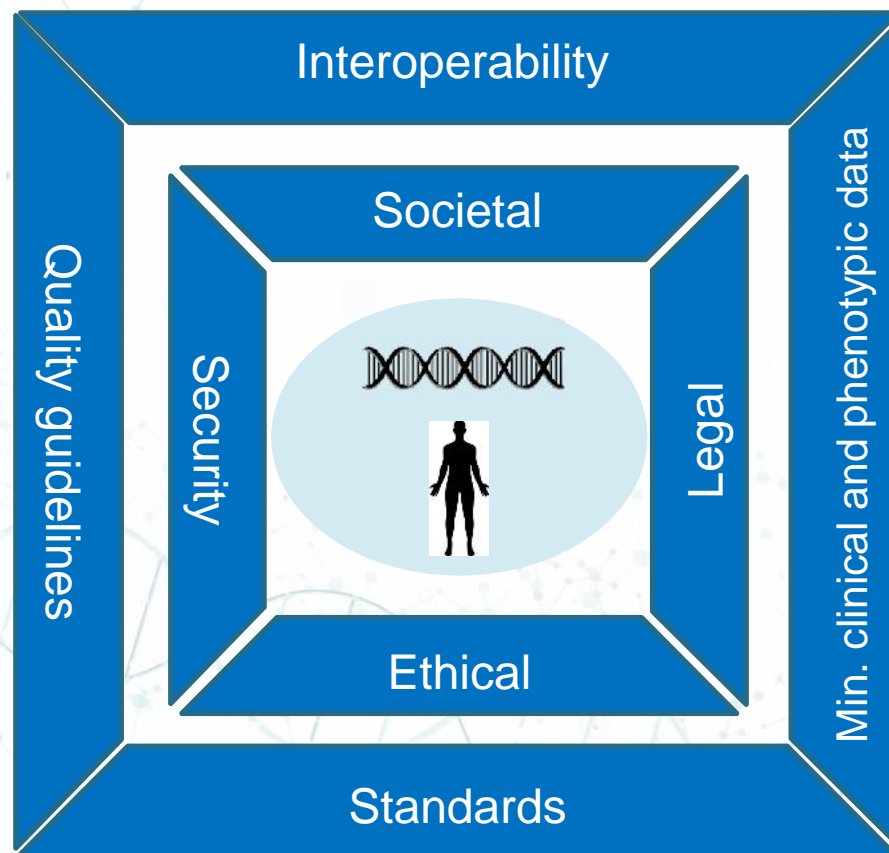 Interoperability
Societal
Quality guidelines
Security
Legal
Min. clinical and phenotypic data
Ethical
Standards